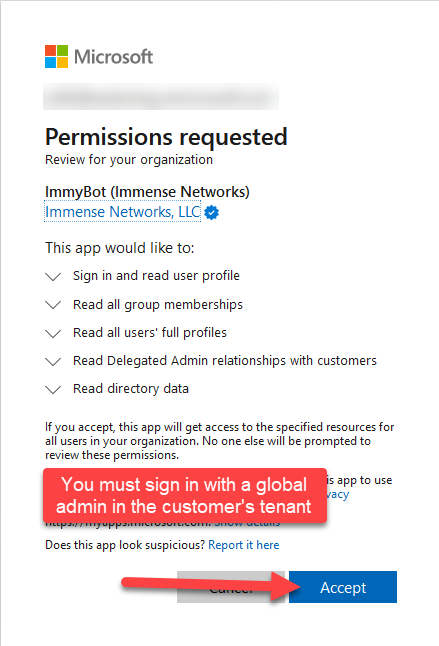 Microsoft
Permissions requested
Review for your organization
ImmyBot (Immense Networks)
Immense Networks, LLC
This app would like to:
Sign in and read user profile
Read all group memberships
Read all users' full profiles
Read Delegated Admin relationships with customers
Read directory data
If you accept, this app will get access to the specified resources for
all users in your organization. No one else will be prompted to
review these permissions.
is app to use
You must sign in with a global
admin in the customer's tenant
https://myapps.microsoft.com. Show details
Does this app look suspicious? Report it here
Cancel
Accept